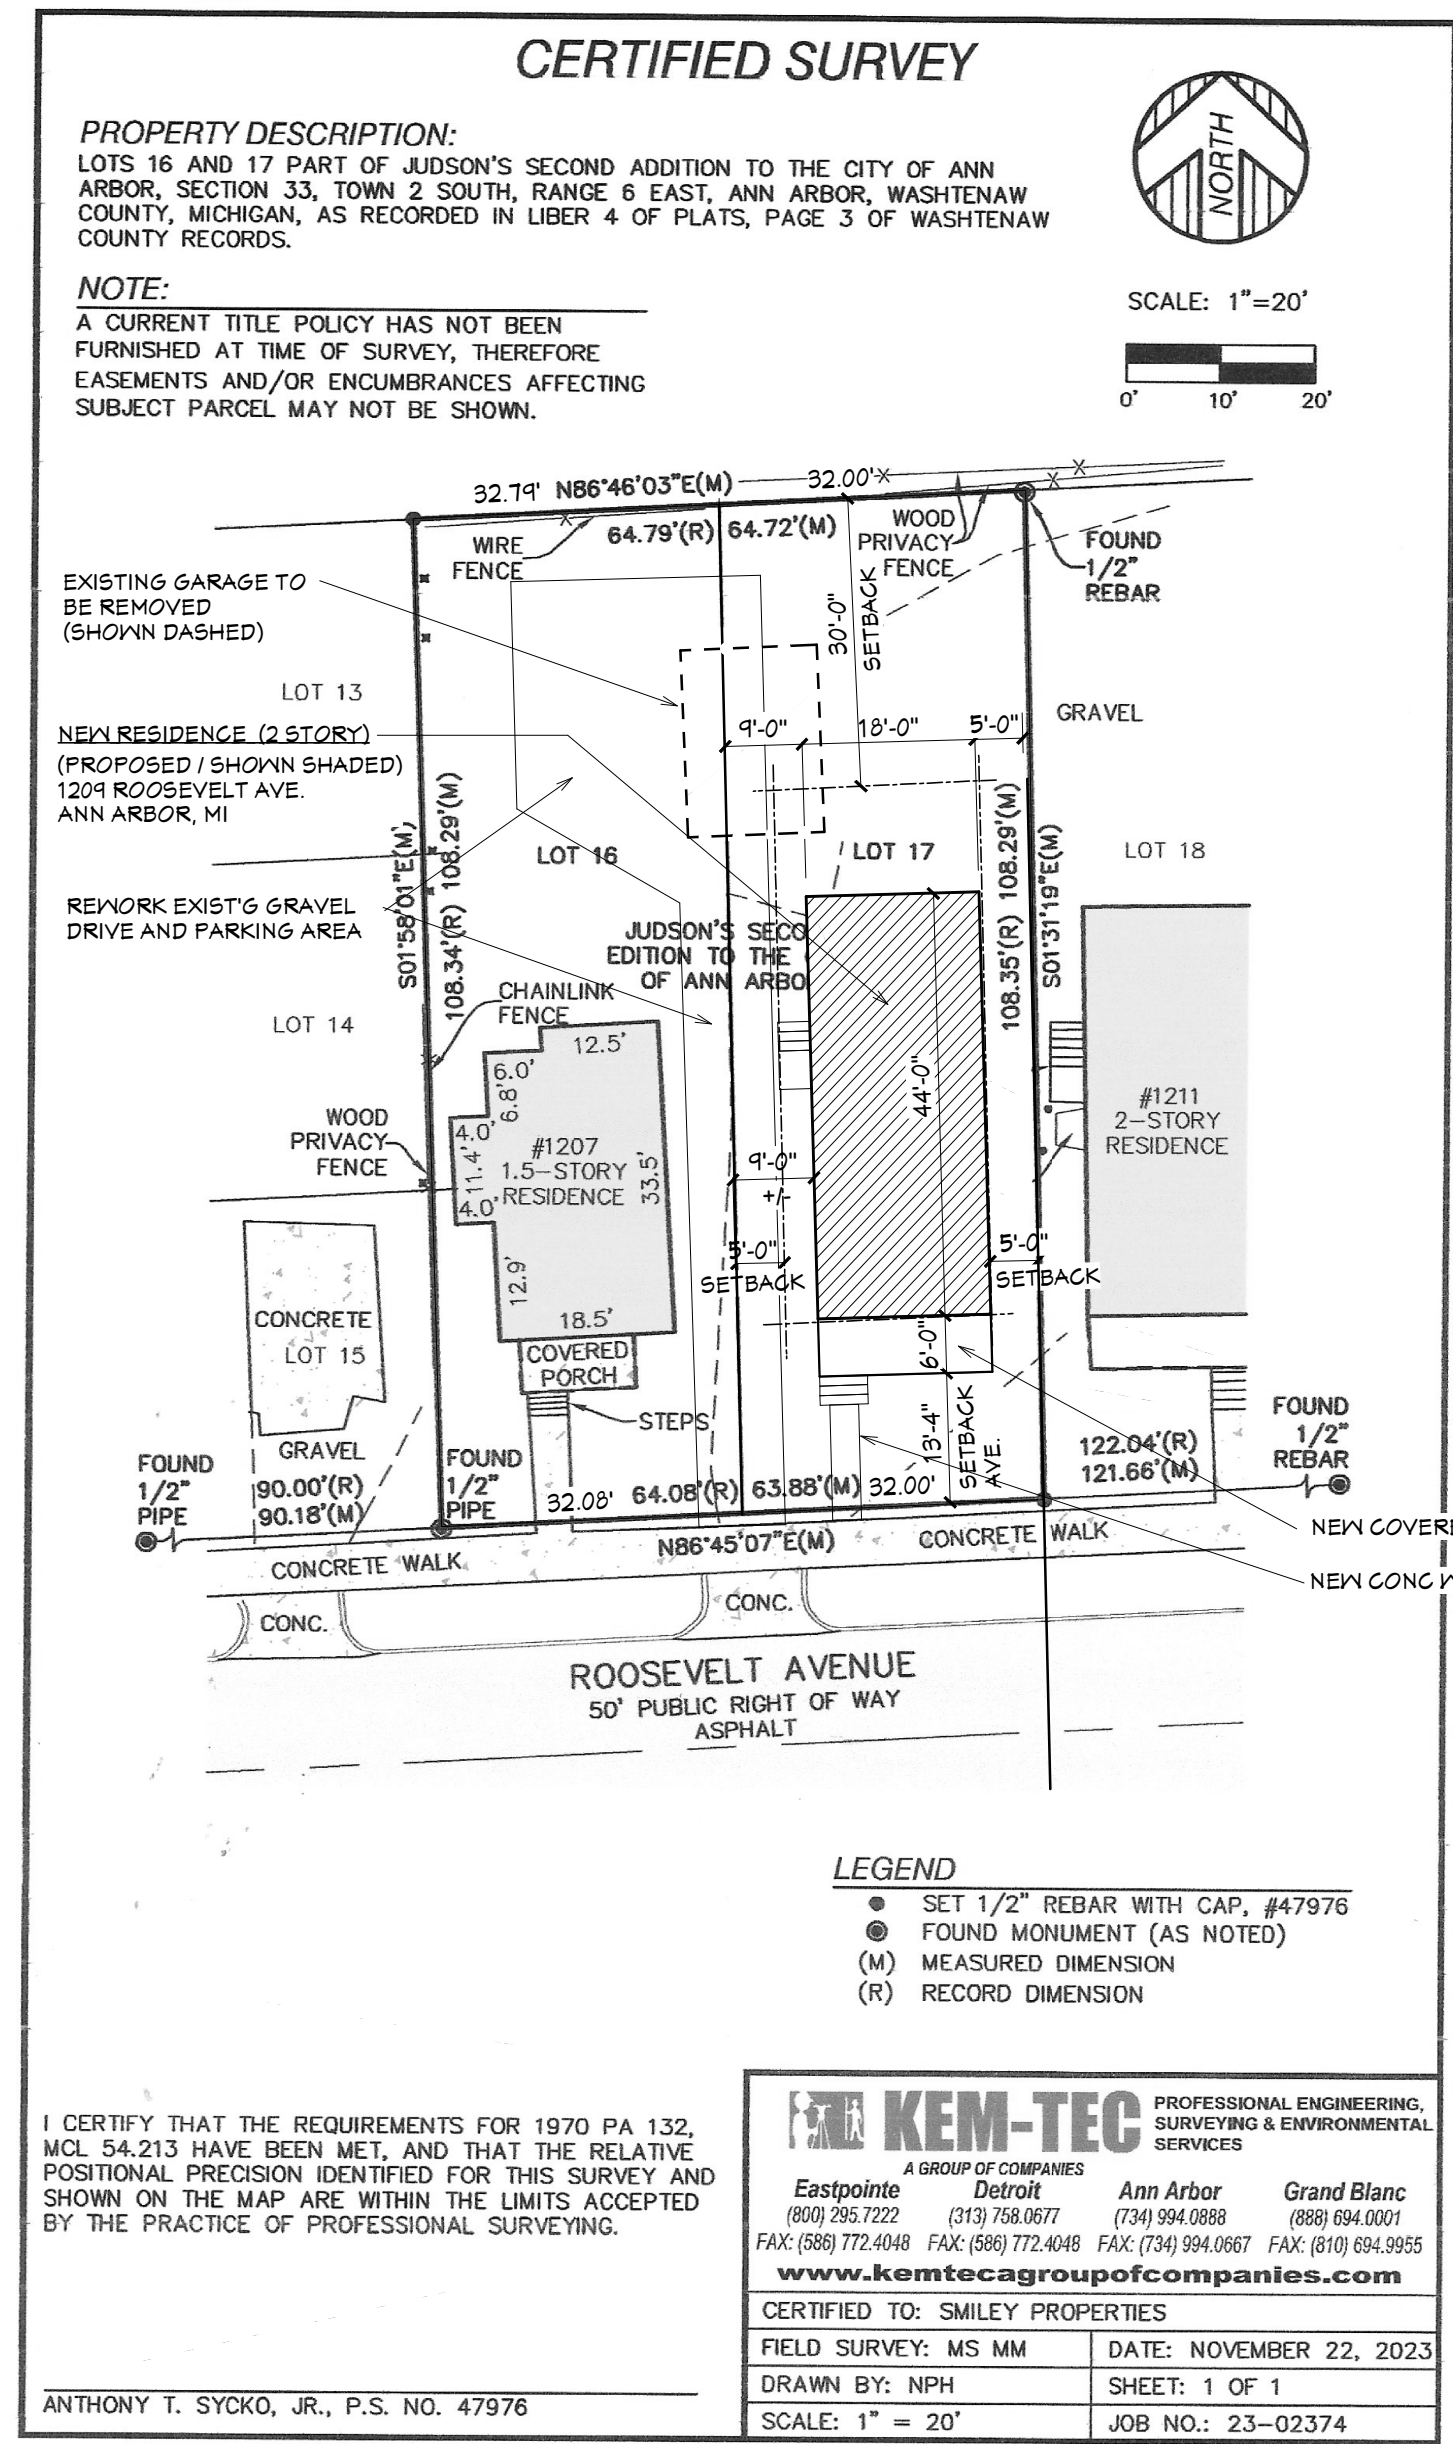 CERTIFIED SURVEY
PROPERTY DESCRIPTION:
LOTS 16 AND 17 PART OF JUDSON'S SECOND ADDITION TO THE CITY OF ANN
ARBOR, SECTION 33, TOWN 2 SOUTH, RANGE 6 EAST, ANN ARBOR, WASHTENAW
COUNTY, MICHIGAN, AS RECORDED IN LIBER 4 OF PLATS, PAGE 3 OF WASHTENAW
COUNTY RECORDS.
NORTH
NOTE:
A CURRENT TITLE POLICY HAS NOT BEEN
FURNISHED AT TIME OF SURVEY, THEREFORE
EASEMENTS AND/OR ENCUMBRANCES AFFECTING
SUBJECT PARCEL MAY NOT BE SHOWN.
SCALE: 1"=20'
0' 10' 20'
32.79' N86°46'03"E(M) 32.00'
64.79'(R) 64.72'(M)
WIRE
FENCE
WOOD
PRIVACY
FENCE
FOUND
1/2"
REBAR
EXISTING GARAGE TO
BE REMOVED
(SHOWN DASHED)
30'-0"
SETBACK
LOT 13
GRAVEL
9'-0" 18'-0" 5'-0"
NEW RESIDENCE (2 STORY)
(PROPOSED / SHOWN SHADED)
1209 ROOSEVELT AVE.
ANN ARBOR, MI
S01°58'01"E(M)
108.34'(R) 108.29'(M)
LOT 16
LOT 17
LOT 18
108.35'(R) 108.29'(M)
S01°31'19"E(M)
REWORK EXIST'G GRAVEL
DRIVE AND PARKING AREA
JUDSON'S SECO
EDITION TO THE
OF ANN ARBO
CHAINLINK
FENCE
LOT 14
12.5'
6.0'
6.8'
4.0'
11.4'
4.0'
#1207
1.5-STORY
RESIDENCE
33.5'
12.9'
18.5'
COVERED
PORCH
STEPS
WOOD
PRIVACY
FENCE
44'-0"
#1211
2-STORY
RESIDENCE
9'-0"
+/-
5'-0"
SETBACK
5'-0"
SETBACK
CONCRETE
LOT 15
6'-0"
13'-4"
SETBACK
AVE.
GRAVEL
FOUND
1/2"
PIPE
90.00'(R)
90.18'(M)
FOUND
1/2"
PIPE
32.08' 64.08'(R) 63.88'(M) 32.00'
122.04'(R)
121.66'(M)
FOUND
1/2"
REBAR
N86°45'07"E(M)
CONCRETE WALK
CONCRETE WALK
NEW COVERE
NEW CONC W
CONC.
CONC.
ROOSEVELT AVENUE
50' PUBLIC RIGHT OF WAY
ASPHALT
LEGEND
SET 1/2" REBAR WITH CAP, #47976
FOUND MONUMENT (AS NOTED)
(M) MEASURED DIMENSION
(R) RECORD DIMENSION
I CERTIFY THAT THE REQUIREMENTS FOR 1970 PA 132,
MCL 54.213 HAVE BEEN MET, AND THAT THE RELATIVE
POSITIONAL PRECISION IDENTIFIED FOR THIS SURVEY AND
SHOWN ON THE MAP ARE WITHIN THE LIMITS ACCEPTED
BY THE PRACTICE OF PROFESSIONAL SURVEYING.
ANTHONY T. SYCKO, JR., P.S. NO. 47976
KEM-TEC
PROFESSIONAL ENGINEERING,
SURVEYING & ENVIRONMENTAL
SERVICES
A GROUP OF COMPANIES
Eastpointe Detroit Ann Arbor Grand Blanc
(800) 295.7222 (313) 758.0677 (734) 994.0888 (888) 694.0001
FAX: (586) 772.4048 FAX: (586) 772.4048 FAX: (734) 994.0667 FAX: (810) 694.9955
www.kemtecagroupofcompanies.com
CERTIFIED TO: SMILEY PROPERTIES
FIELD SURVEY: MS MM DATE: NOVEMBER 22, 2023
DRAWN BY: NPH SHEET: 1 OF 1
SCALE: 1" = 20' JOB NO.: 23-02374